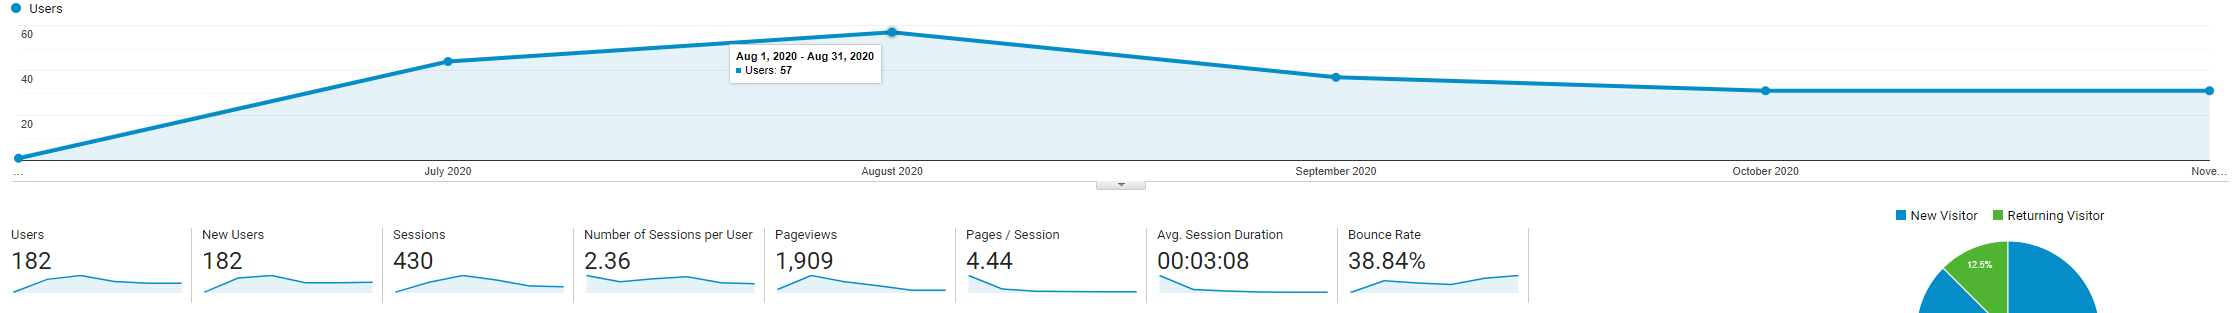 Users
60
40
20
Aug 1, 2020 - Aug 31, 2020
Users: 57
...
July 2020
August 2020
September 2020
October 2020
Nove...
New Visitor
Returning Visitor
Users
182
New Users
182
Sessions
430
Number of Sessions per User
2.36
Pageviews
1,909
Pages / Session
4.44
Avg. Session Duration
00:03:08
Bounce Rate
38.84%
12.5%